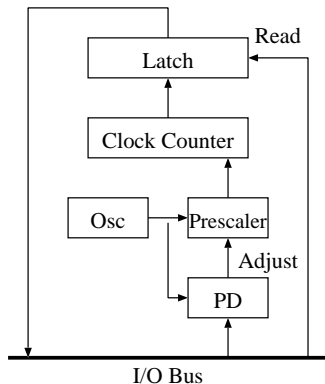 Read
Latch
Clock Counter
Osc
Prescaler
Adjust
PD
I/O Bus